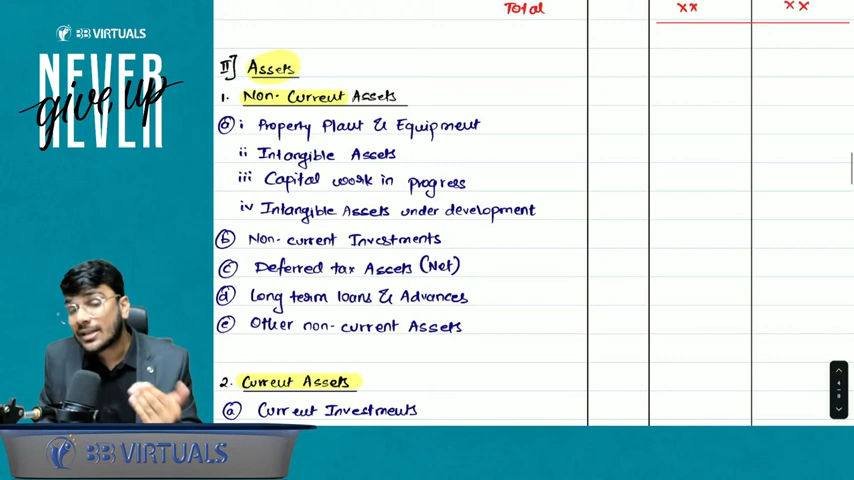 BB VIRTUALS
NEVER
give up
NEVER
Total xx xx
II] Assets
1. Non-Current Assets
a i Property Plant & Equipment
ii Intangible Assets
iii Capital work in progress
iv Intangible Assets under development
b Non-current Investments
c Deferred tax Assets (Net)
d Long term loans & Advances
e Other non-current Assets
2. Current Assets
a Current Investments
BB VIRTUALS